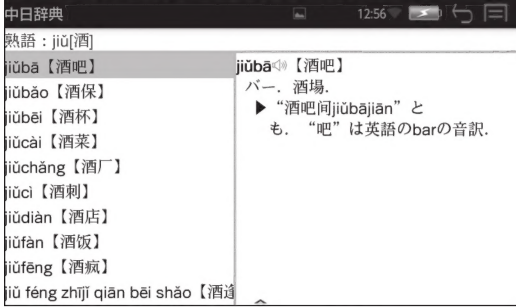 中日辞典
12:56
熟語：jiǔ[酒]
jiǔbā【酒吧】
jiǔbǎo【酒保】
jiǔbēi【酒杯】
jiǔcài【酒菜】
jiǔchǎng【酒厂】
jiǔcì【酒刺】
jiǔdiàn【酒店】
jiǔfàn【酒饭】
jiǔfēng【酒疯】
jiǔ féng zhījǐ qiān bēi shǎo【酒逢
jiǔbā【酒吧】
バー．酒場．
▶“酒吧间jiǔbājiān”と
も．“吧”は英語のbarの音訳．